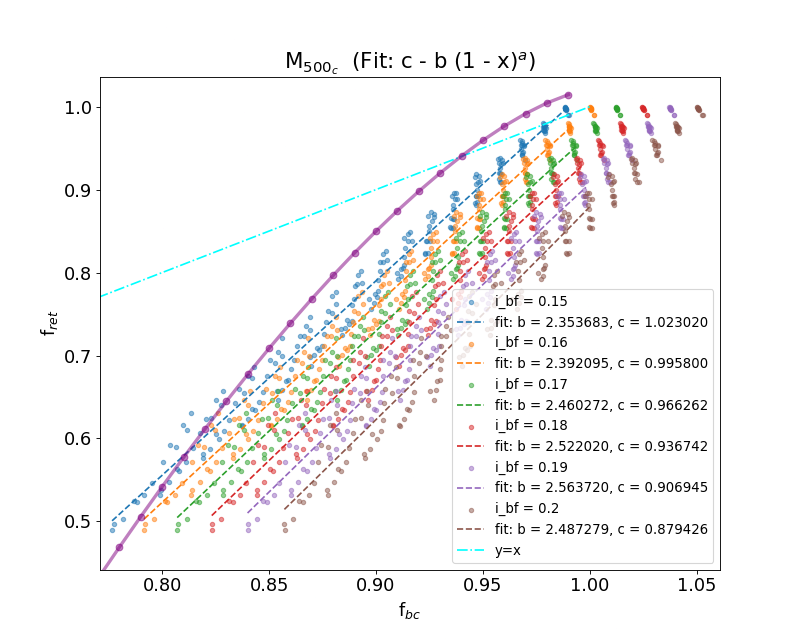 M500c (Fit: c - b (1 - x)^a)
1.0
0.9
0.8
0.7
0.6
0.5
f_ret
0.80 0.85 0.90 0.95 1.00 1.05
f_bc
i_bf = 0.15
fit: b = 2.353683, c = 1.023020
i_bf = 0.16
fit: b = 2.392095, c = 0.995800
i_bf = 0.17
fit: b = 2.460272, c = 0.966262
i_bf = 0.18
fit: b = 2.522020, c = 0.936742
i_bf = 0.19
fit: b = 2.563720, c = 0.906945
i_bf = 0.2
fit: b = 2.487279, c = 0.879426
y=x